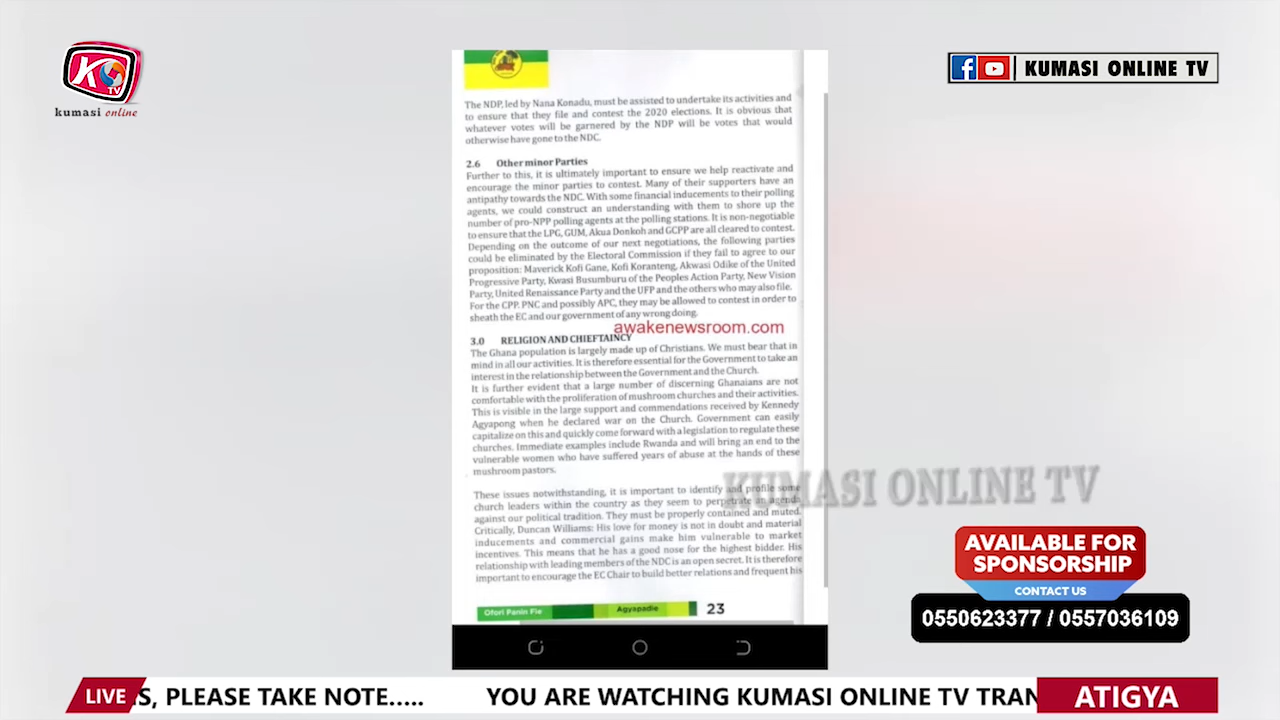 KO
TV
kumasi online
KUMASI ONLINE TV
The NDP, led by Nana Konadu, must be assisted to undertake its activities and
to ensure that they file and contest the 2020 elections. It is obvious that
whatever votes will be garnered by the NDP will be votes that would
otherwise have gone to the NDC.
2.6 Other minor Parties
Further to this, it is ultimately important to ensure we help reactivate and
encourage the minor parties to contest. Many of their supporters have an
antipathy towards the NDC. With some financial inducements to their polling
agents, we could construct an understanding with them to shore up the
number of pro-NPP polling agents at the polling stations. It is non-negotiable
to ensure that the LPG, GUM, Akua Donkoh and GCPP are all cleared to contest.
Depending on the outcome of our next negotiations, the following parties
could be eliminated by the Electoral Commission if they fail to agree to our
proposition: Maverick Kofi Gane, Kofi Koranteng, Akwasi Odike of the United
Progressive Party, Kwasi Busumburu of the Peoples Action Party, New Vision
Party, United Renaissance Party and the UFP and the others who may also file.
For the CPP, PNC and possibly APC, they may be allowed to contest in order to
sheath the EC and our government of any wrong doing.
awakenewsroom.com
3.0 RELIGION AND CHIEFTAINCY
The Ghana population is largely made up of Christians. We must bear that in
mind in all our activities. It is therefore essential for the Government to take an
interest in the relationship between the Government and the Church.
It is further evident that a large number of discerning Ghanaians are not
comfortable with the proliferation of mushroom churches and their activities.
This is visible in the large support and commendations received by Kennedy
Agyapong when he declared war on the Church. Government can easily
capitalize on this and quickly come forward with a legislation to regulate these
churches. Immediate examples include Rwanda and will bring an end to the
vulnerable women who have suffered years of abuse at the hands of these
mushroom pastors.
KUMASI ONLINE TV
These issues notwithstanding, it is important to identify and profile some
church leaders within the country as they seem to perpetrate an agenda
against our political tradition. They must be properly contained and muted.
Critically, Duncan Williams: His love for money is not in doubt and material
inducements and commercial gains make him vulnerable to market
incentives. This means that he has a good nose for the highest bidder. His
relationship with leading members of the NDC is an open secret. It is therefore
important to encourage the EC Chair to build better relations and frequent his
Ofori Panin Fie Agyapadie 23
AVAILABLE FOR
SPONSORSHIP
CONTACT US
0550623377 / 0557036109
LIVE S, PLEASE TAKE NOTE..... YOU ARE WATCHING KUMASI ONLINE TV TRAN ATIGYA